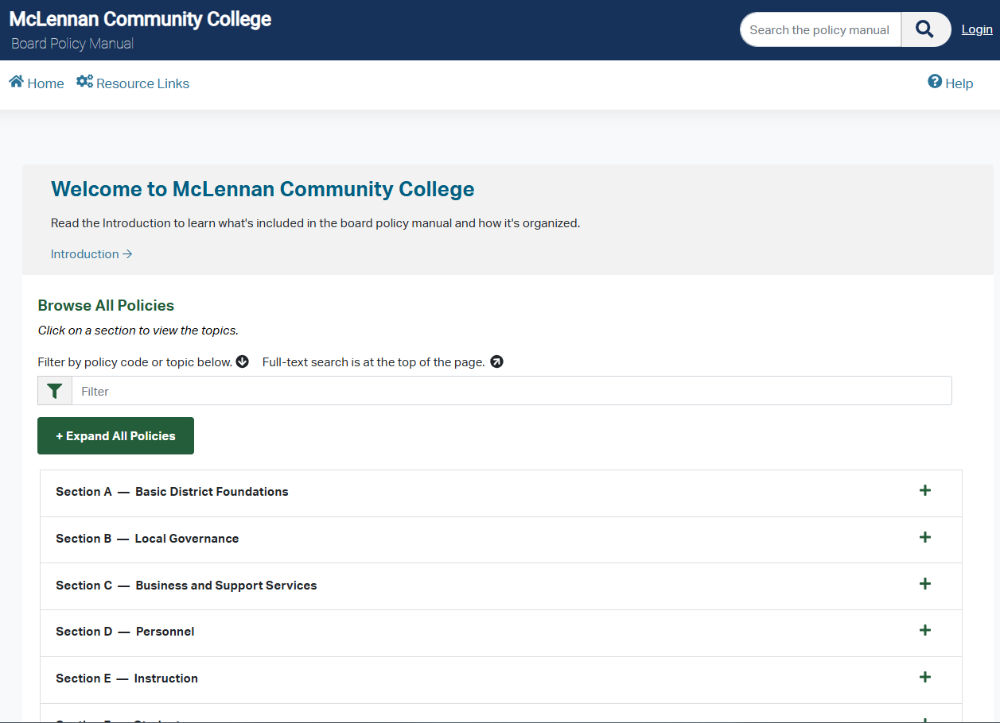 McLennan Community College
Board Policy Manual
Search the policy manual
Login
Home
Resource Links
Help
Welcome to McLennan Community College
Read the Introduction to learn what's included in the board policy manual and how it's organized.
Introduction →
Browse All Policies
Click on a section to view the topics.
Filter by policy code or topic below. Full-text search is at the top of the page.
Filter
+ Expand All Policies
Section A — Basic District Foundations
Section B — Local Governance
Section C — Business and Support Services
Section D — Personnel
Section E — Instruction